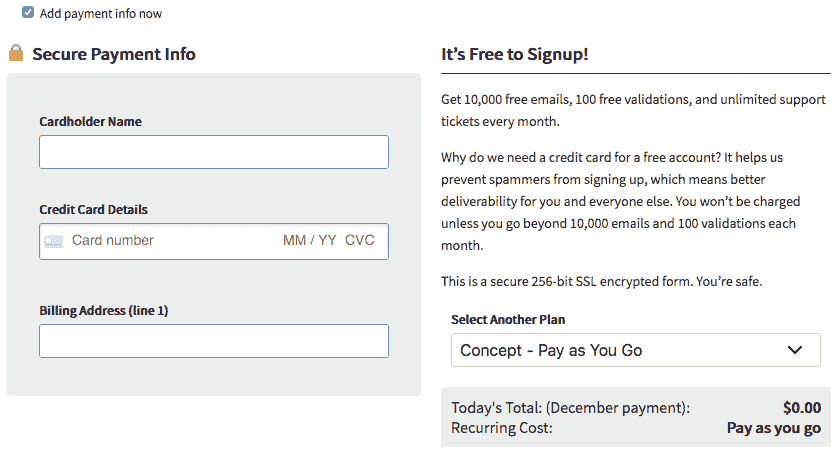 Add payment info now
Secure Payment Info
Cardholder Name
Credit Card Details
Card number MM / YY CVC
Billing Address (line 1)
It's Free to Signup!
Get 10,000 free emails, 100 free validations, and unlimited support
tickets every month.
Why do we need a credit card for a free account? It helps us
prevent spammers from signing up, which means better
deliverability for you and everyone else. You won't be charged
unless you go beyond 10,000 emails and 100 validations each
month.
This is a secure 256-bit SSL encrypted form. You're safe.
Select Another Plan
Concept - Pay as You Go
Today's Total: (December payment): $0.00
Recurring Cost: Pay as you go